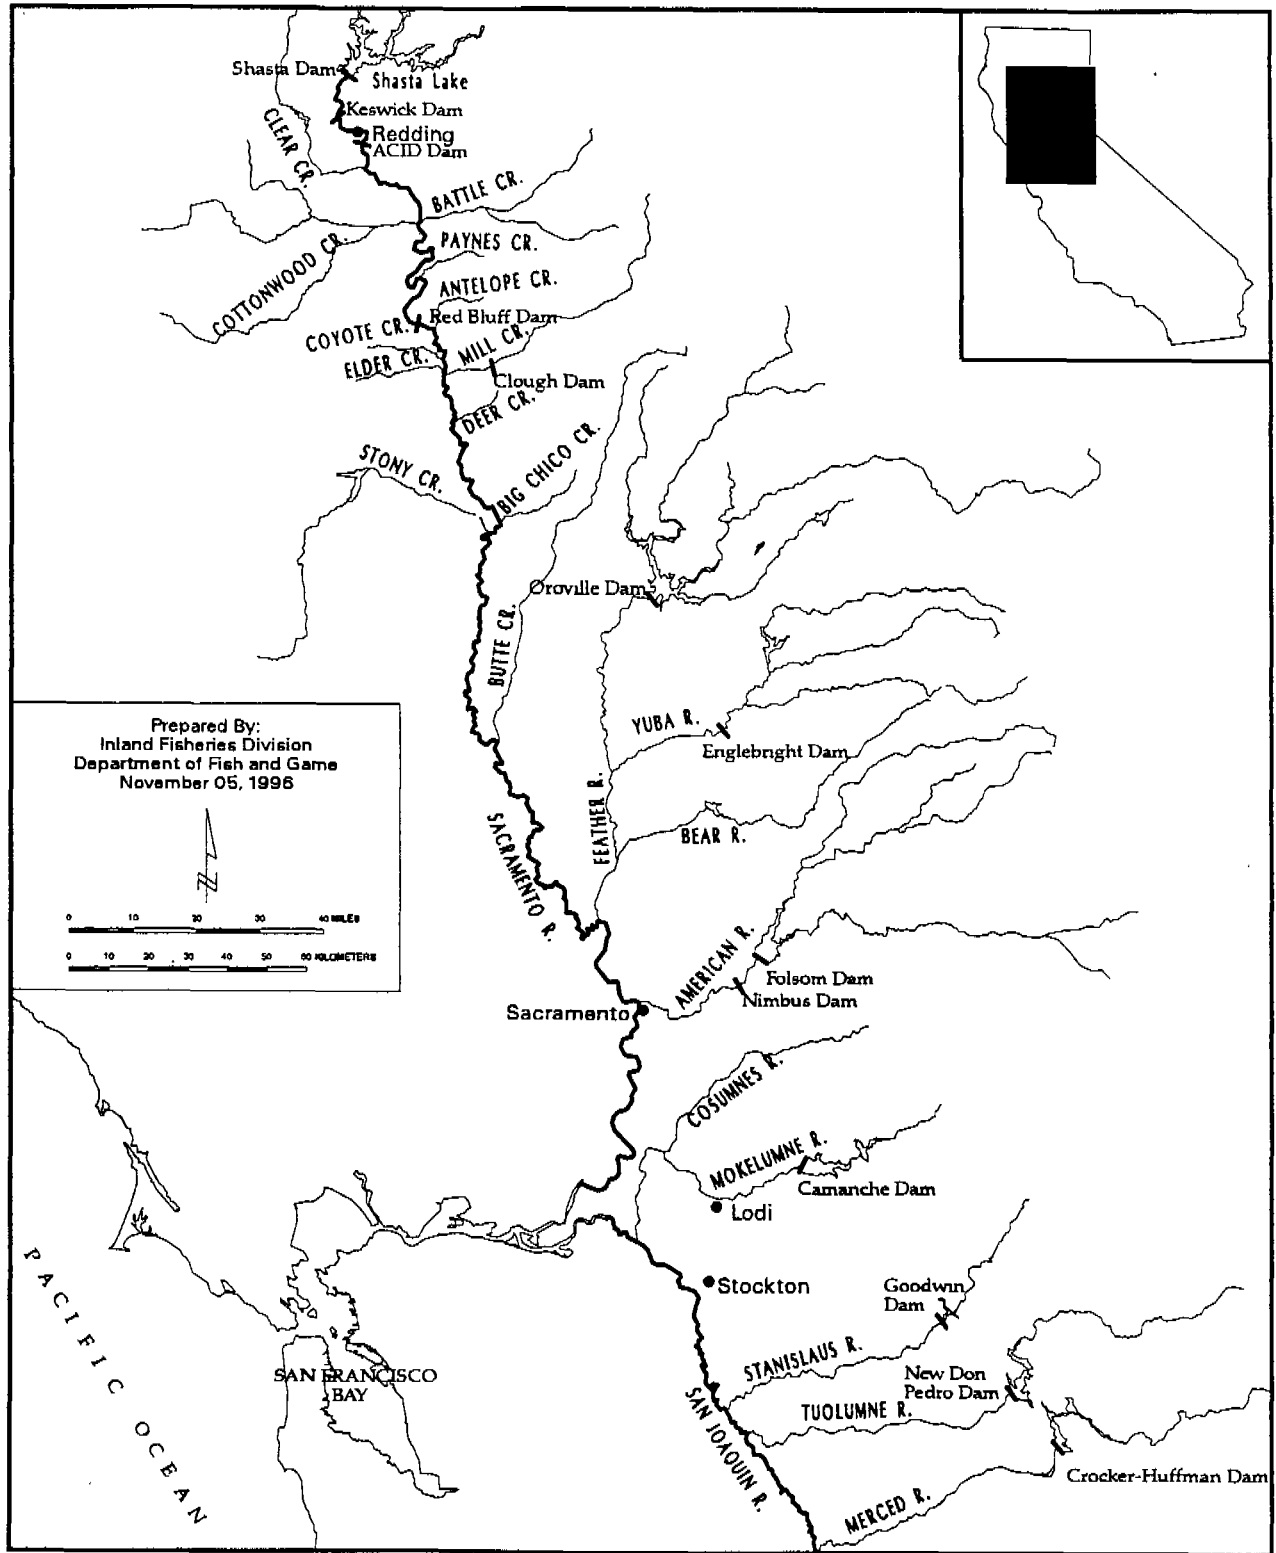 Shasta Dam
Shasta Lake
Keswick Dam
Redding
ACID Dam
CLEAR CR.
BATTLE CR.
PAYNES CR.
COTTONWOOD CR.
ANTELOPE CR.
Red Bluff Dam
COYOTE CR.
MILL CR.
ELDER CR.
Clough Dam
DEER CR.
STONY CR.
BIG CHICO CR.
Oroville Dam
BUTTE CR.
Prepared By:
Inland Fisheries Division
Department of Fish and Game
November 05, 1996
N
0 10 20 30 40 MILES
0 10 20 30 40 50 60 KILOMETERS
YUBA R.
Englebright Dam
FEATHER R.
BEAR R.
SACRAMENTO R.
AMERICAN R.
Folsom Dam
Nimbus Dam
Sacramento
COSUMNES R.
MOKELUMNE R.
Camanche Dam
Lodi
Stockton
Goodwin
Dam
STANISLAUS R.
New Don
Pedro Dam
TUOLUMNE R.
SAN JOAQUIN R.
Crocker-Huffman Dam
MERCED R.
SAN FRANCISCO
BAY
PACIFIC OCEAN